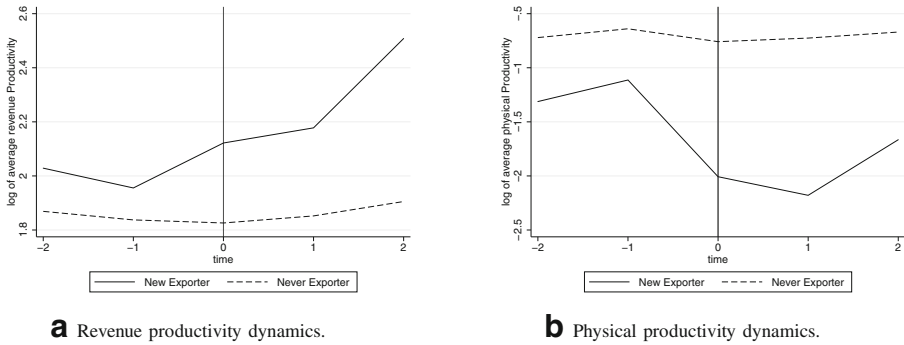 log of average revenue Productivity
2.6
2.4
2.2
2
1.8
−2
−1
0
1
2
time
New Exporter
Never Exporter
a Revenue productivity dynamics.
log of average physical Productivity
−.5
−1
−1.5
−2
−2.5
−2
−1
0
1
2
time
New Exporter
Never Exporter
b Physical productivity dynamics.